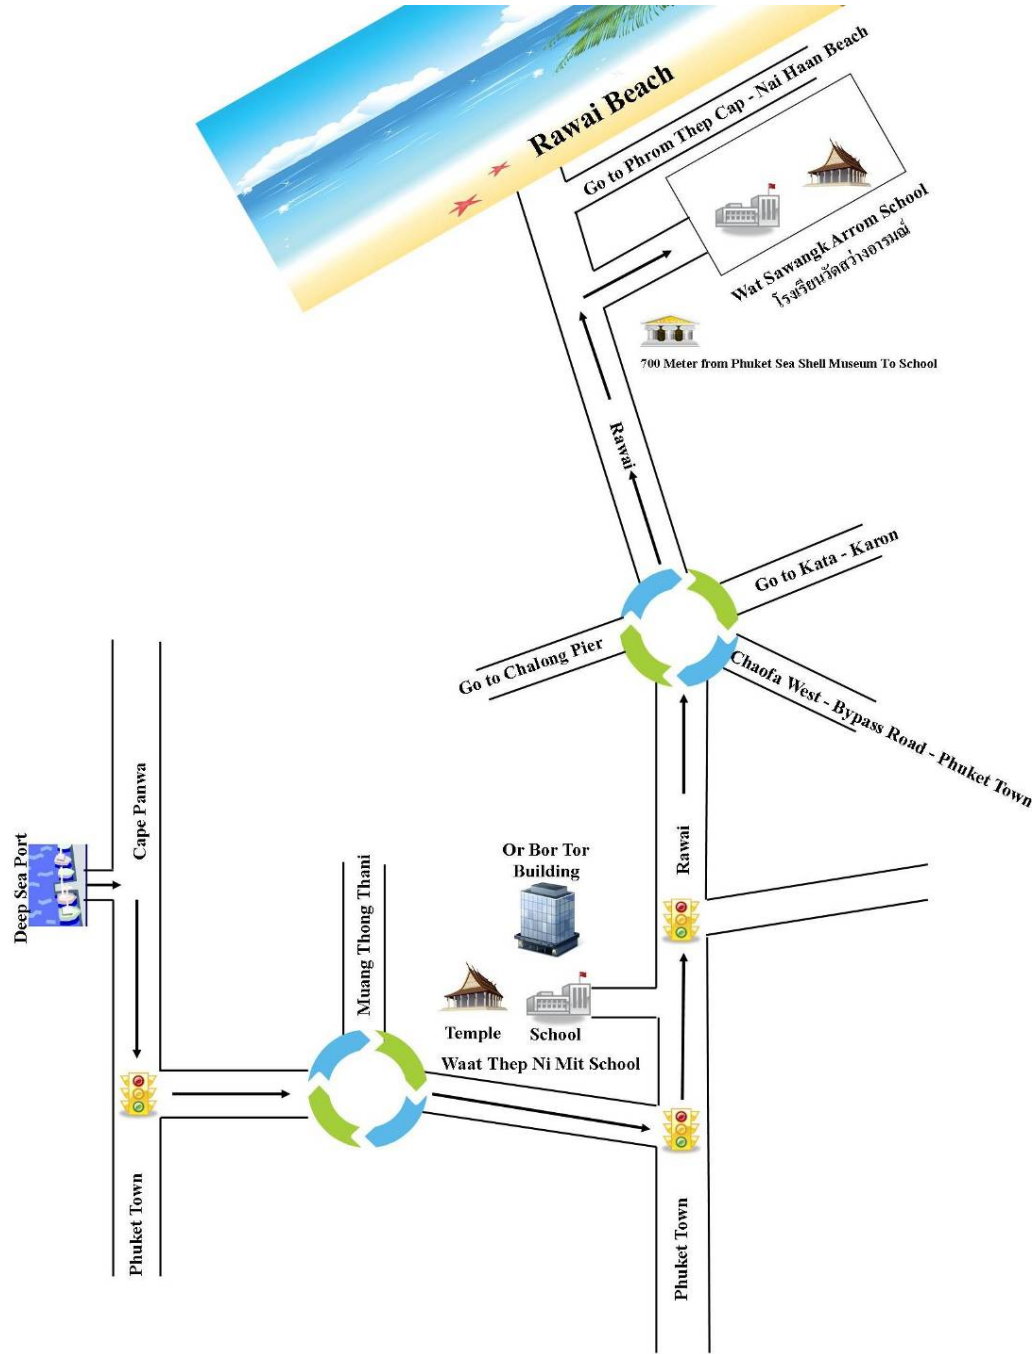 Rawai Beach
Go to Phrom Thep Cap - Nai Haan Beach
Wat Sawangk Arrom School
โรงเรียนวัดสว่างอารมณ์
700 Meter from Phuket Sea Shell Museum To School
Rawai
Go to Kata - Karon
Go to Chalong Pier
Chaofa West - Bypass Road - Phuket Town
Cape Panwa
Deep Sea Port
Muang Thong Thani
Or Bor Tor
Building
Rawai
Temple
School
Waat Thep Ni Mit School
Phuket Town
Phuket Town